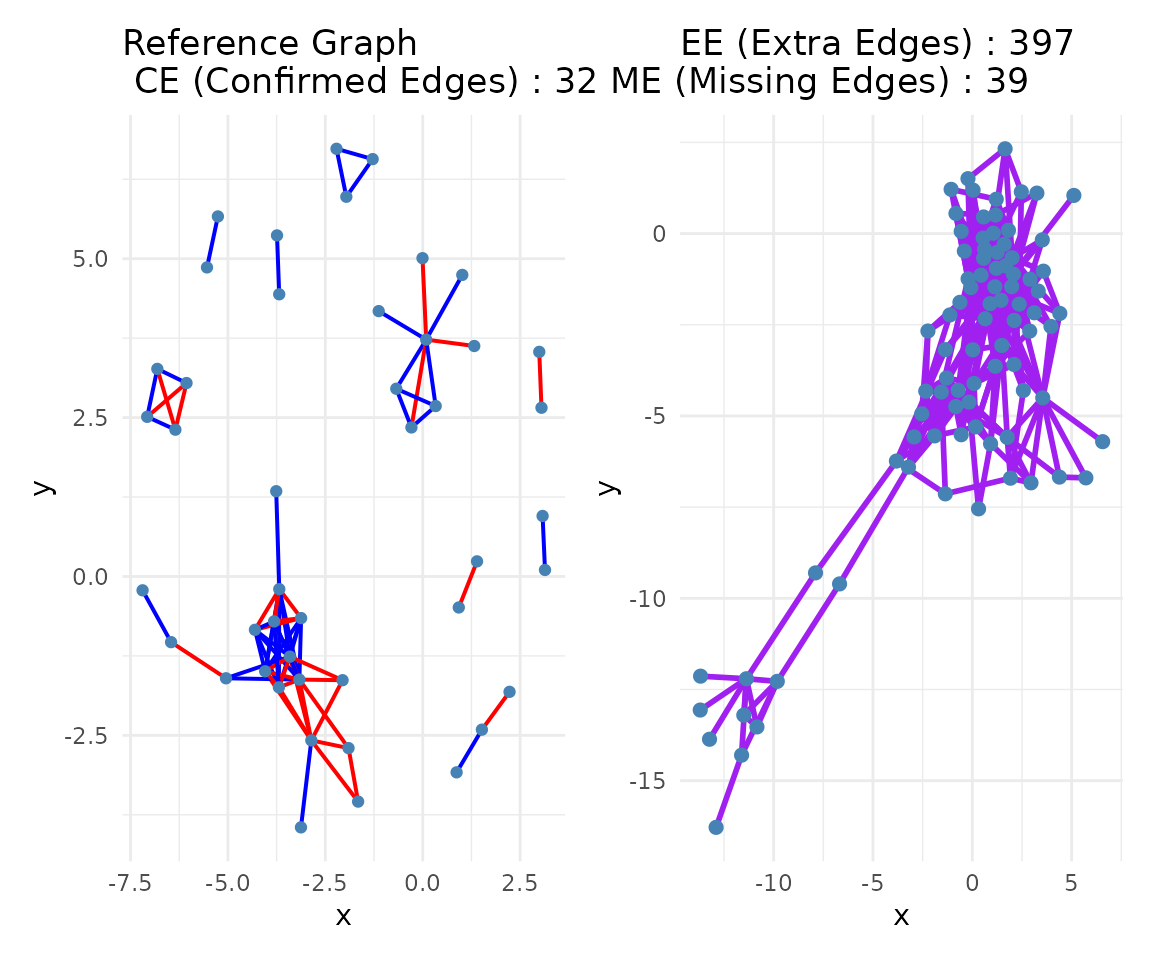 Reference Graph
CE (Confirmed Edges) : 32 ME (Missing Edges) : 39
EE (Extra Edges) : 397
5.0
2.5
0.0
-2.5
y
-7.5 -5.0 -2.5 0.0 2.5
x
0
-5
-10
-15
y
-10 -5 0 5
x